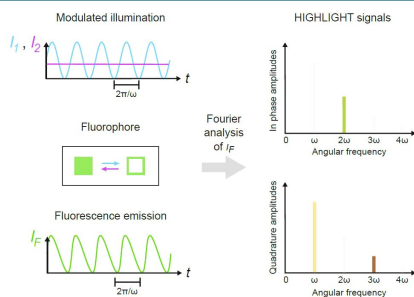 Modulated illumination
I1 , I2
t
2π/ω
Fluorophore
Fluorescence emission
IF
t
2π/ω
Fourier
analysis
of IF
HIGHLIGHT signals
In phase amplitudes
0 ω 2ω 3ω 4ω
Angular frequency
Quadrature amplitudes
0 ω 2ω 3ω 4ω
Angular frequency